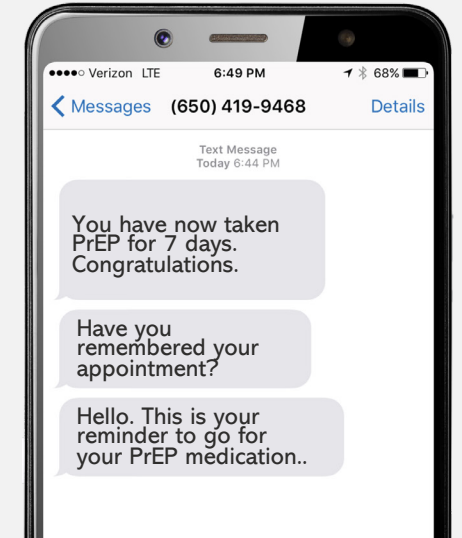 ●●●●○ Verizon LTE 6:49 PM 68%
Messages (650) 419-9468 Details
Text Message
Today 6:44 PM
You have now taken
PrEP for 7 days.
Congratulations.
Have you
remembered your
appointment?
Hello. This is your
reminder to go for
your PrEP medication..